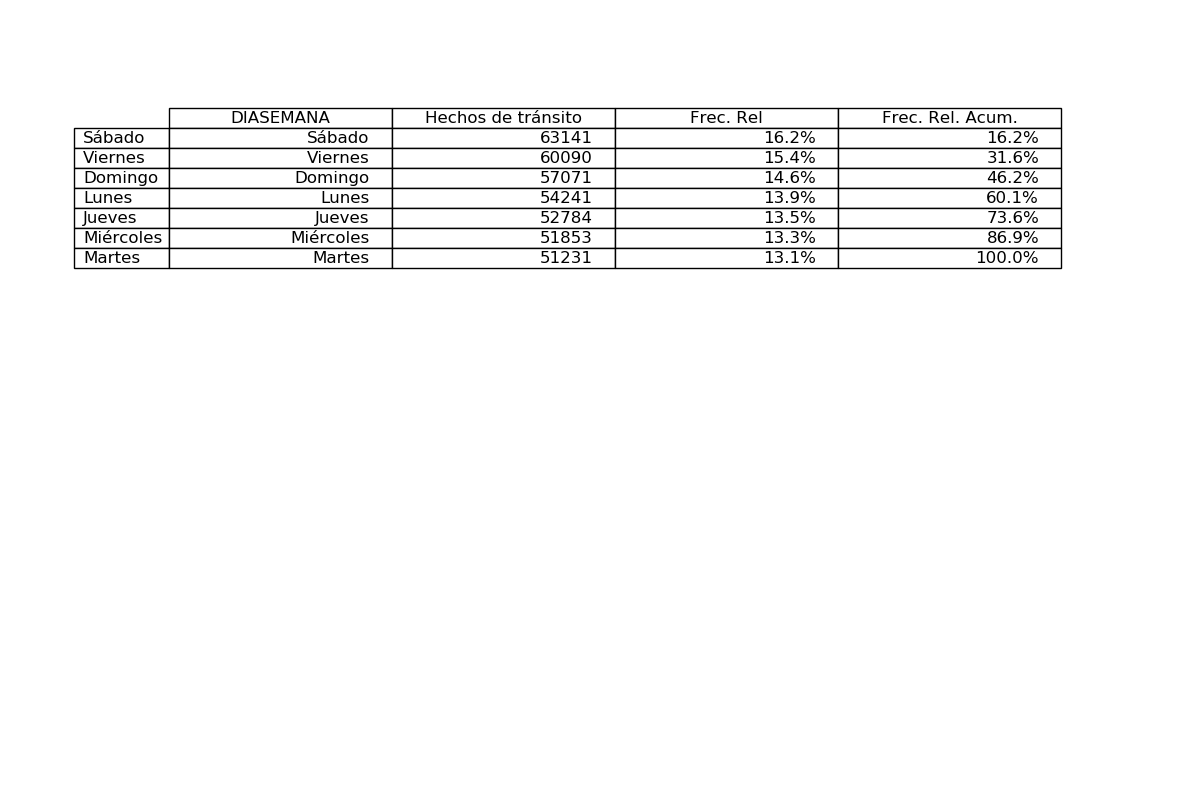 DIASEMANA Hechos de tránsito Frec. Rel Frec. Rel. Acum.
Sábado Sábado 63141 16.2% 16.2%
Viernes Viernes 60090 15.4% 31.6%
Domingo Domingo 57071 14.6% 46.2%
Lunes Lunes 54241 13.9% 60.1%
Jueves Jueves 52784 13.5% 73.6%
Miércoles Miércoles 51853 13.3% 86.9%
Martes Martes 51231 13.1% 100.0%